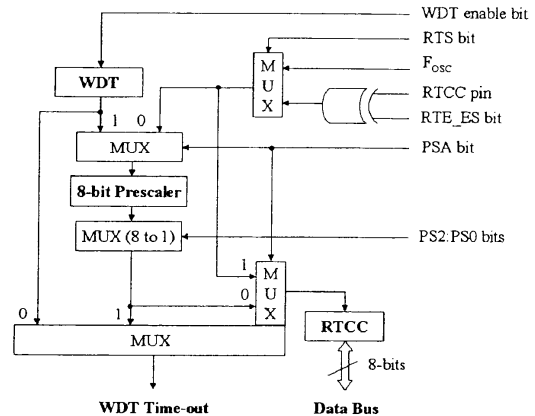 WDT enable bit
RTS bit
Fosc
RTCC pin
RTE_ES bit
PSA bit
PS2:PS0 bits
WDT
M
U
X
1 0
MUX
8-bit Prescaler
MUX (8 to 1)
1
0
M
U
X
0
1
MUX
RTCC
8-bits
WDT Time-out
Data Bus